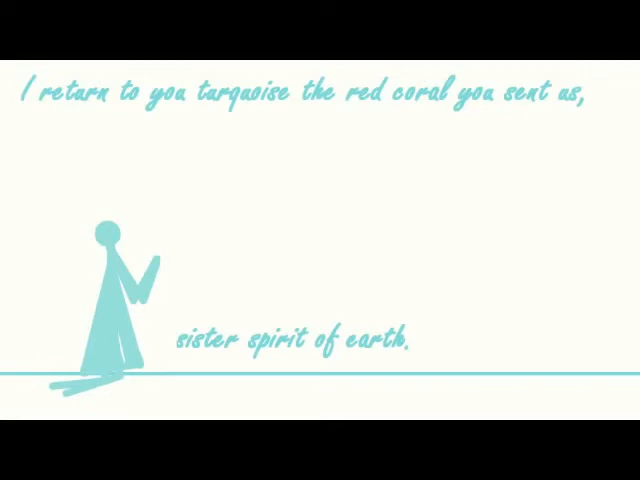 I return to you turquoise the red coral you sent us,
sister spirit of earth.